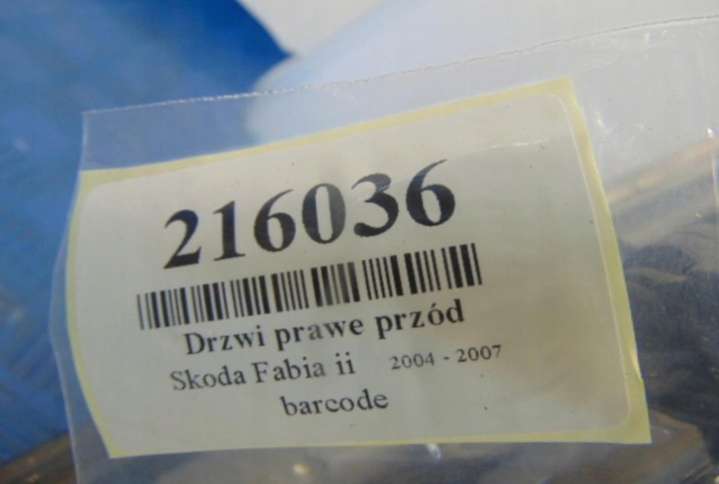 216036
Drzwi prawe przód
Skoda Fabia ii 2004 - 2007
barcode